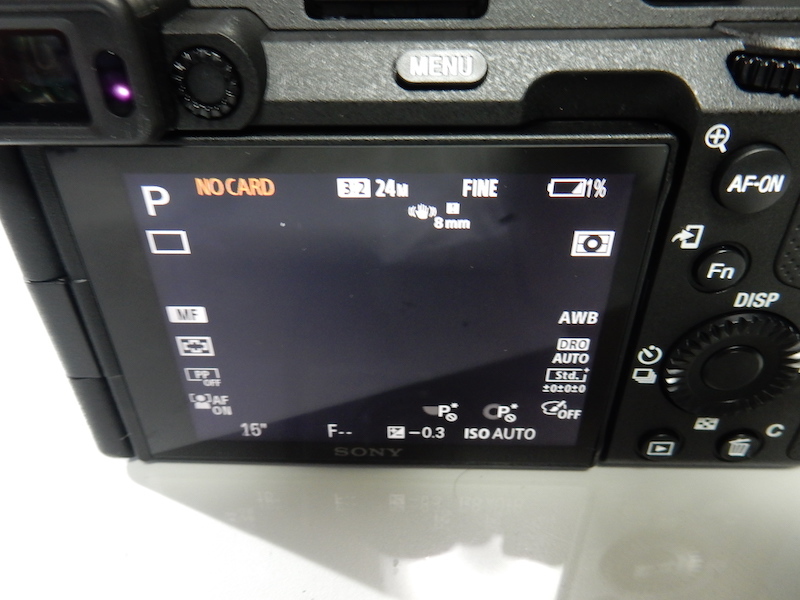 MENU
P NO CARD 3:2 24M FINE 1%
8mm
AF-ON
Fn
MF AWB
DISP
DRO
AUTO
PP
OFF
Std.
±0±0±0
AF
ON
P* P* OFF
15" F-- −0.3 ISO AUTO
C
SONY